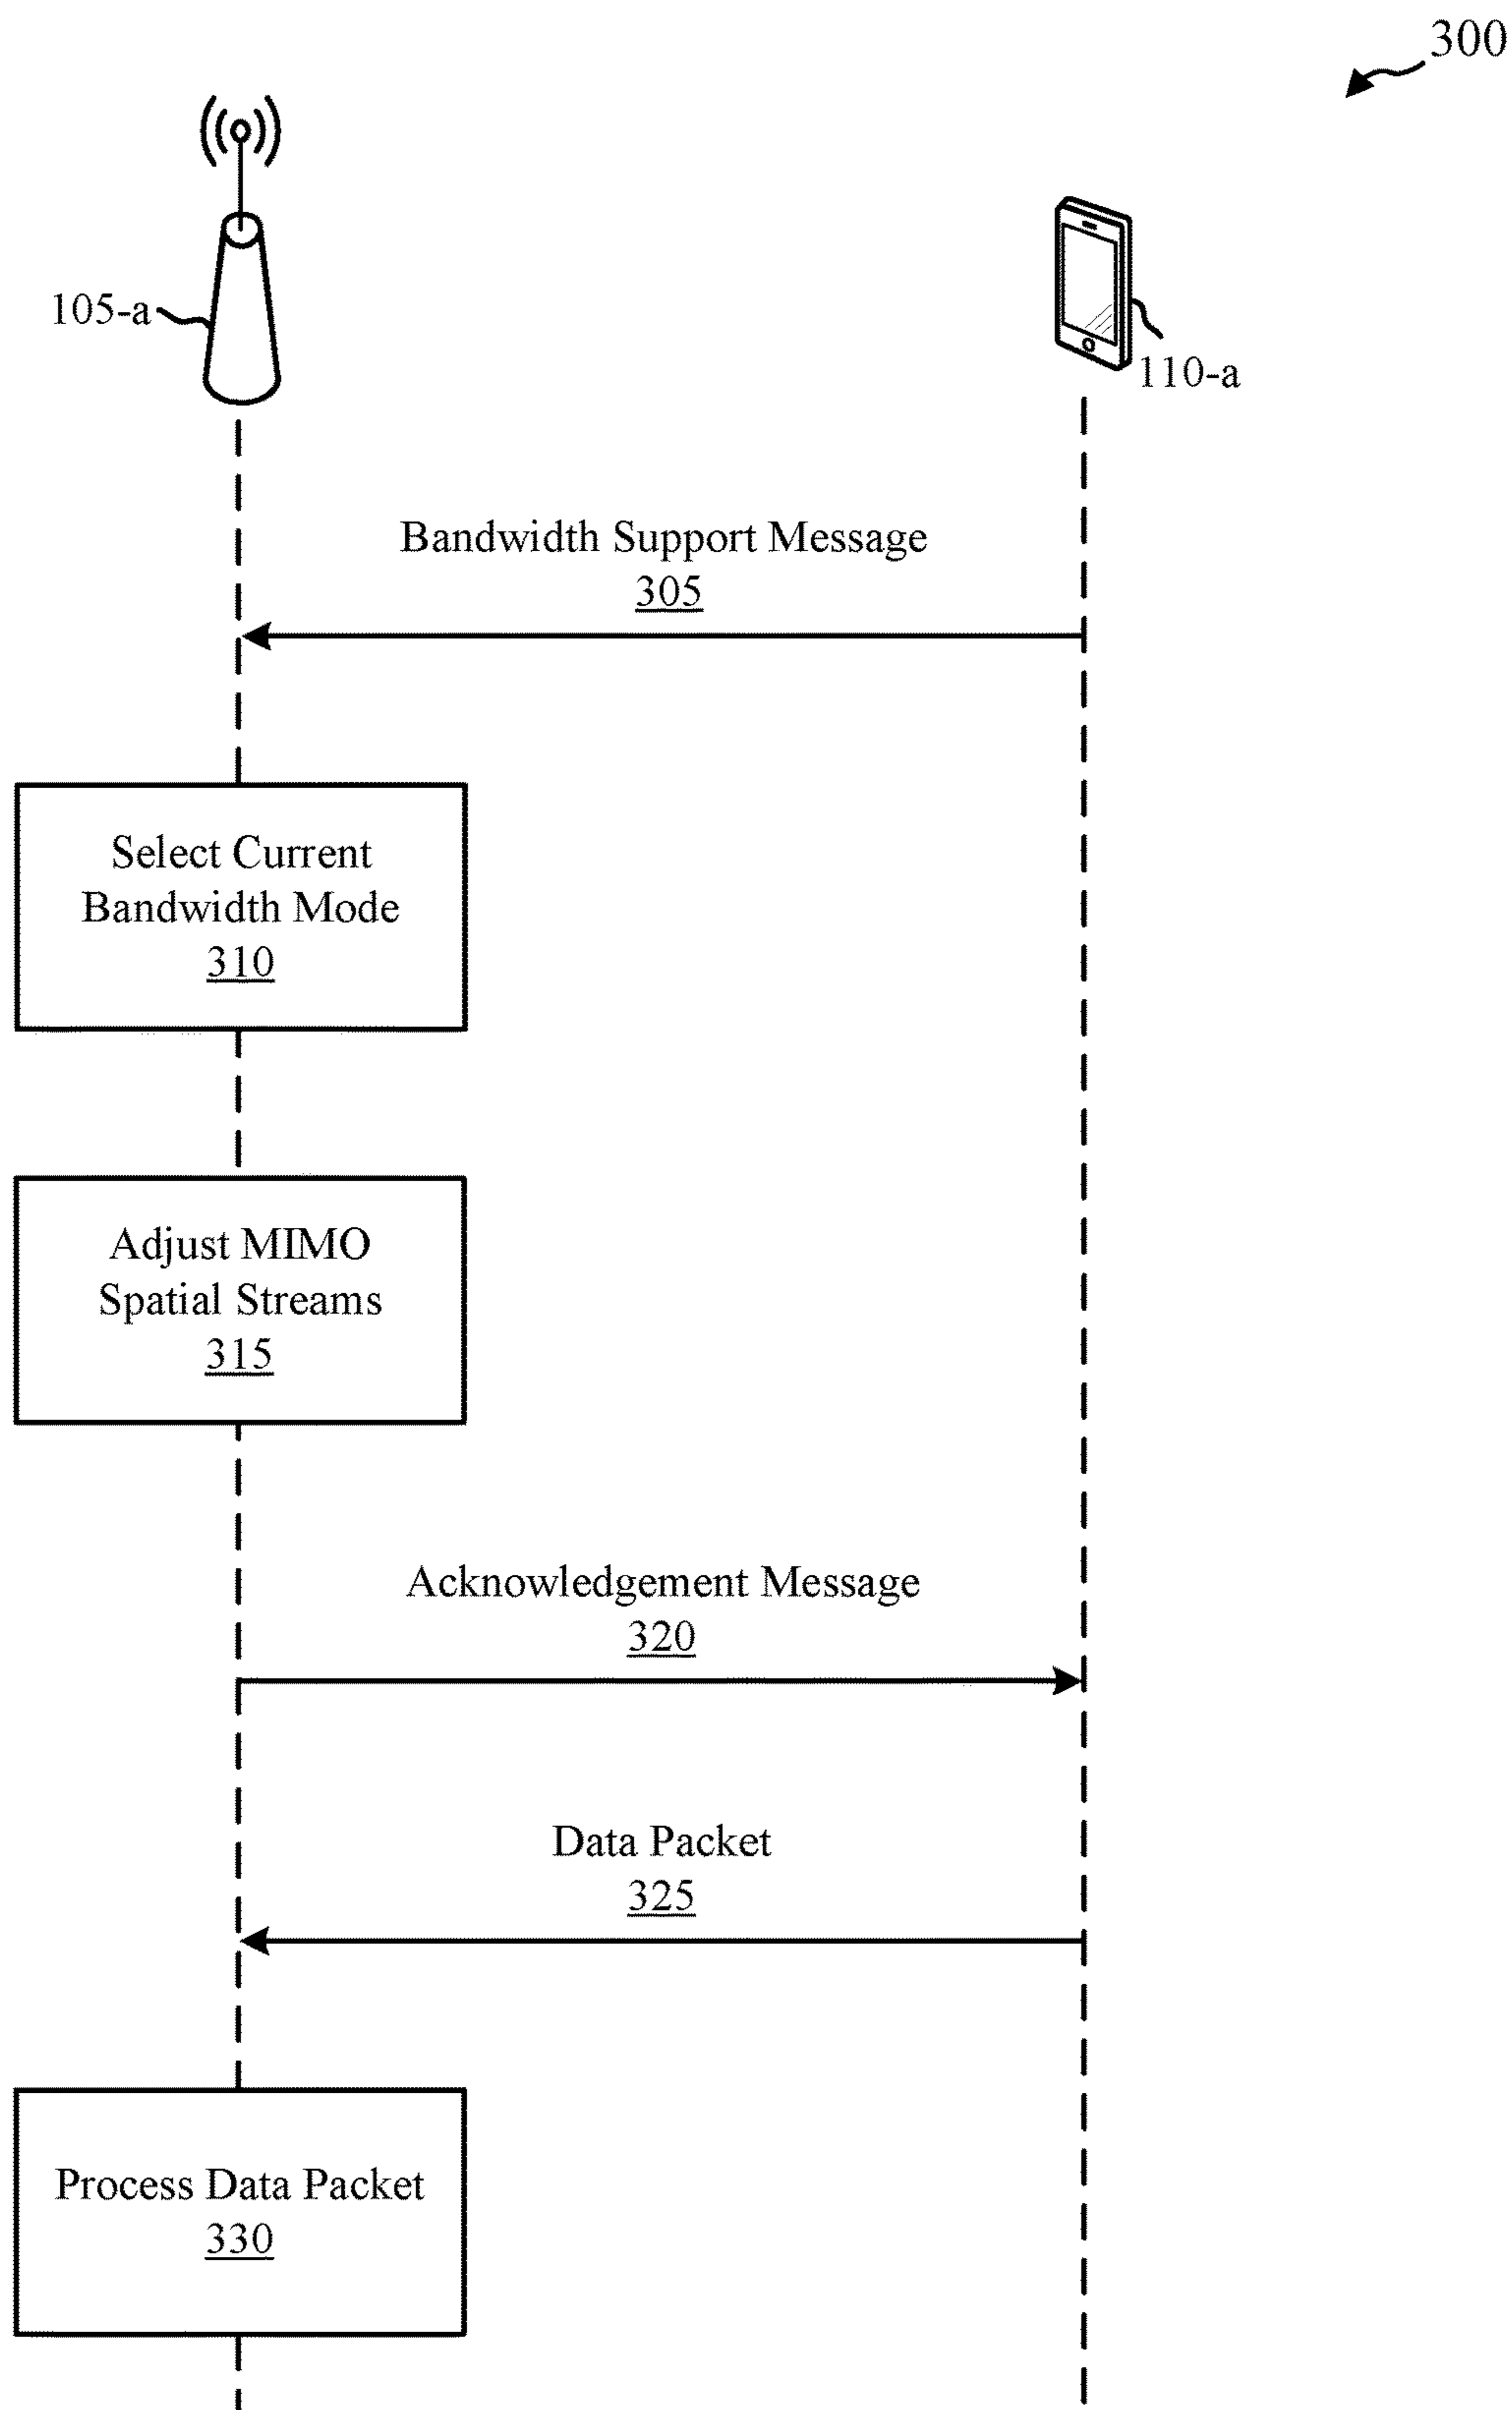 300
105-a
110-a
Bandwidth Support Message
305
Select Current
Bandwidth Mode
310
Adjust MIMO
Spatial Streams
315
Acknowledgement Message
320
Data Packet
325
Process Data Packet
330